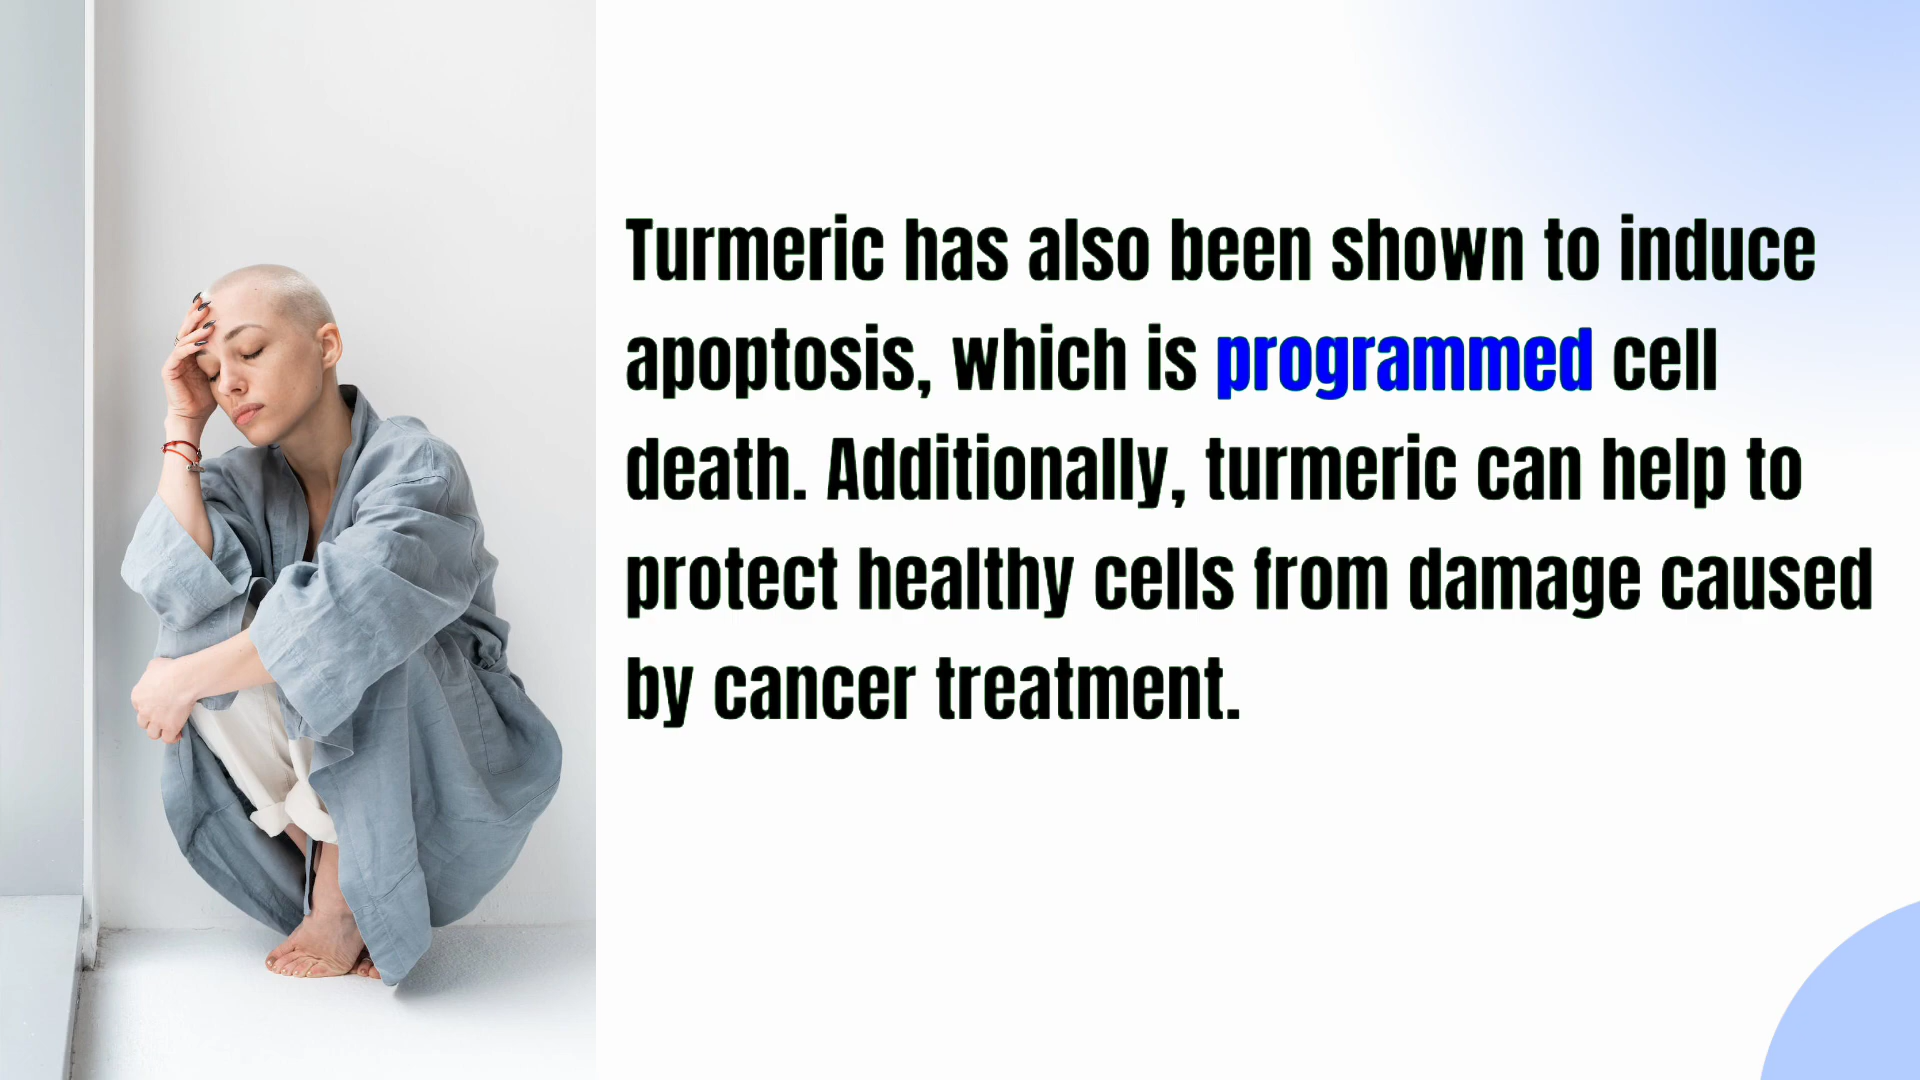 Turmeric has also been shown to induce
apoptosis, which is programmed cell
death. Additionally, turmeric can help to
protect healthy cells from damage caused
by cancer treatment.